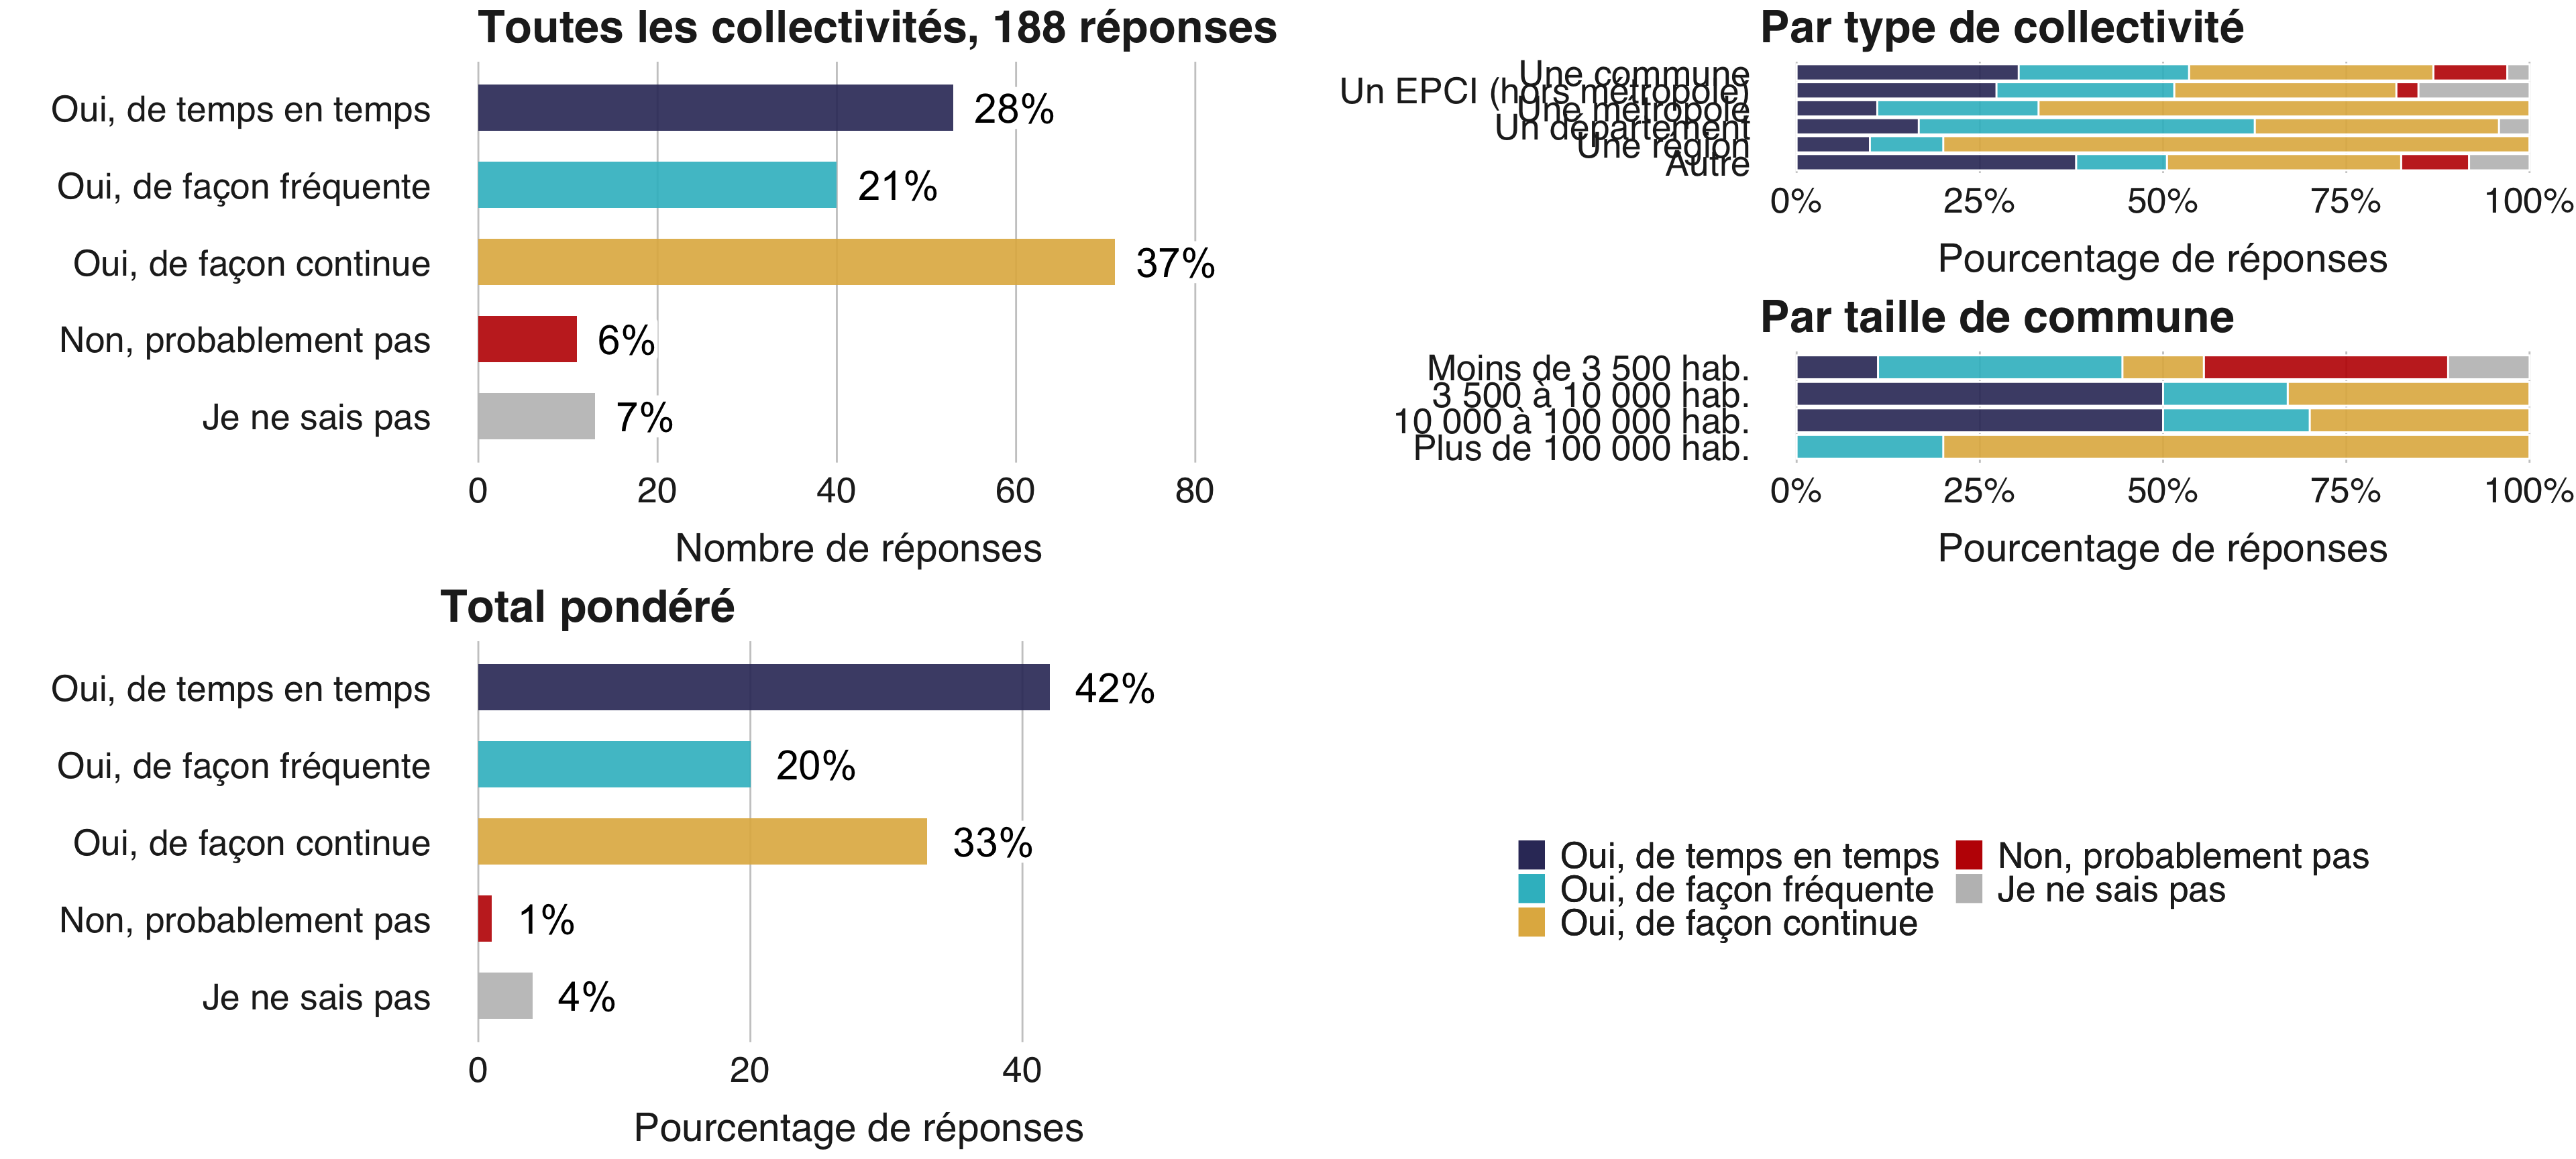 Toutes les collectivités, 188 réponses
Oui, de temps en temps
28%
Oui, de façon fréquente
21%
Oui, de façon continue
37%
Non, probablement pas
6%
Je ne sais pas
7%
0 20 40 60 80
Nombre de réponses
Total pondéré
Oui, de temps en temps
42%
Oui, de façon fréquente
20%
Oui, de façon continue
33%
Non, probablement pas
1%
Je ne sais pas
4%
0 20 40
Pourcentage de réponses
Par type de collectivité
Une commune
Un EPCI (hors métropole)
Une métropole
Un département
Une région
Autre
0% 25% 50% 75% 100%
Pourcentage de réponses
Par taille de commune
Moins de 3 500 hab.
3 500 à 10 000 hab.
10 000 à 100 000 hab.
Plus de 100 000 hab.
0% 25% 50% 75% 100%
Pourcentage de réponses
Oui, de temps en temps
Oui, de façon fréquente
Oui, de façon continue
Non, probablement pas
Je ne sais pas